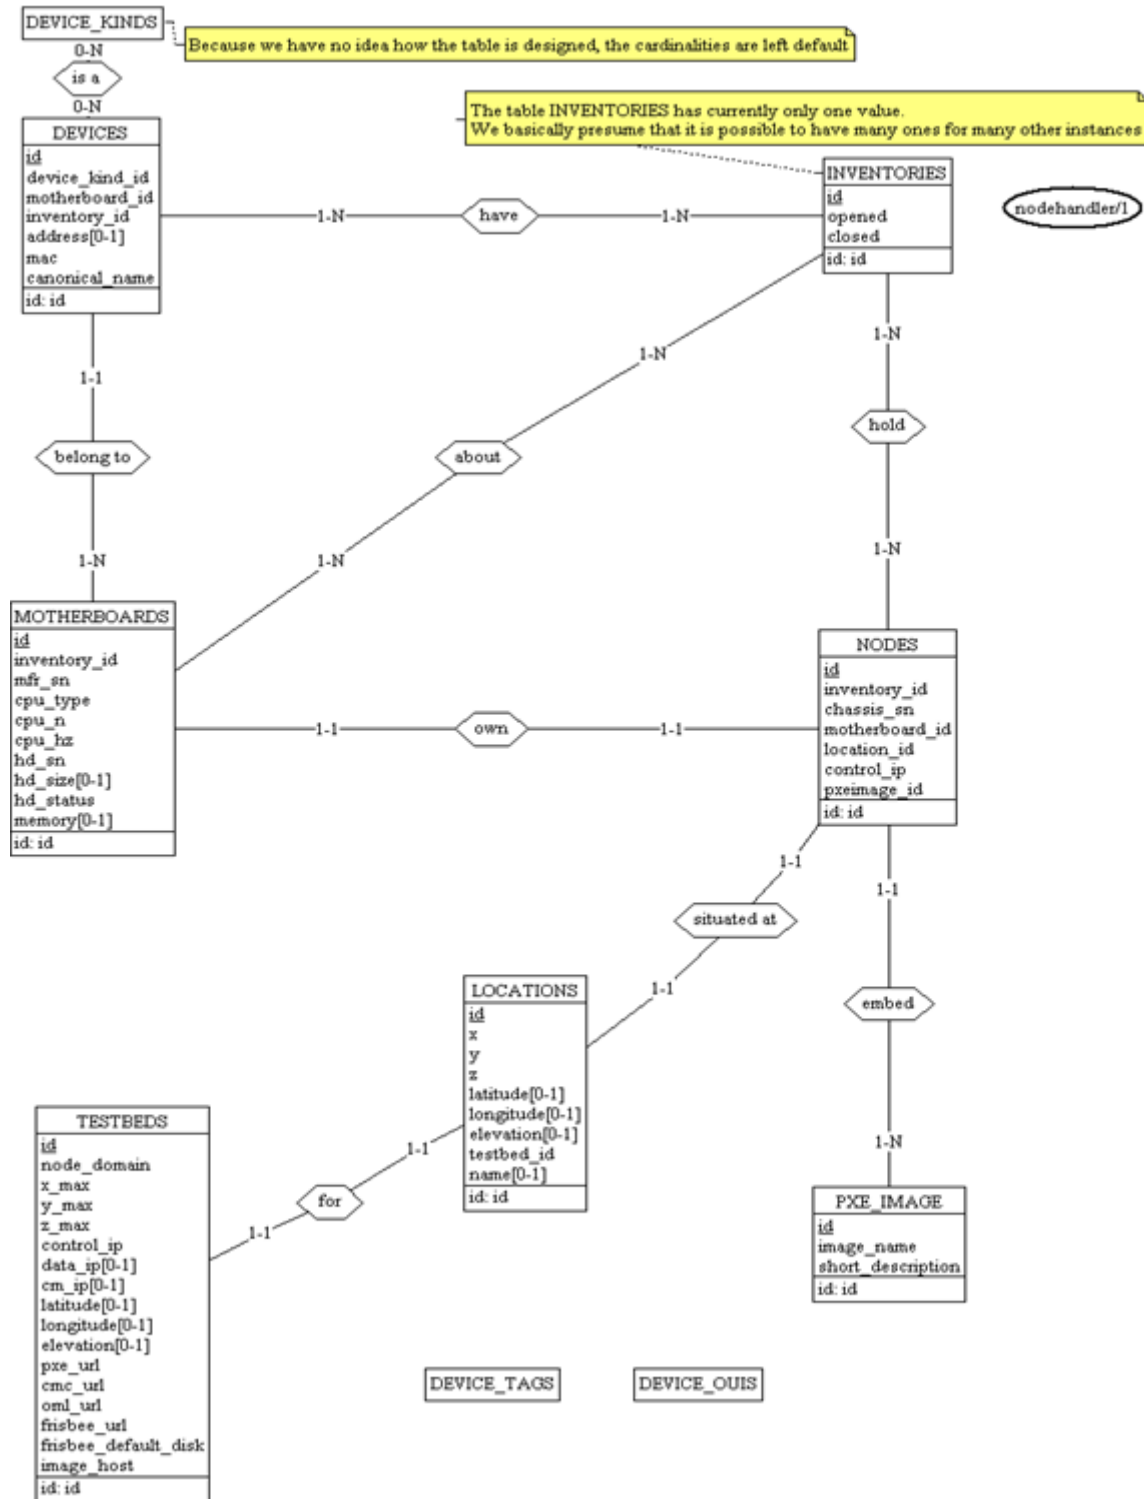 DEVICE_KINDS
Because we have no idea how the table is designed, the cardinalities are left default
0-N
is a
0-N
The table INVENTORIES has currently only one value.
We basically presume that it is possible to have many ones for many other instances
DEVICES
id
device_kind_id
motherboard_id
inventory_id
address[0-1]
mac
canonical_name
id: id
1-N
have
1-N
INVENTORIES
id
opened
closed
id: id
nodehandler/1
1-1
belong to
1-N
1-N
about
1-N
1-N
hold
1-N
MOTHERBOARDS
id
inventory_id
mfr_sn
cpu_type
cpu_n
cpu_hz
hd_sn
hd_size[0-1]
hd_status
memory[0-1]
id: id
1-1
own
1-1
NODES
id
inventory_id
chassis_sn
motherboard_id
location_id
control_ip
pxeimage_id
id: id
1-1
situated at
1-1
1-1
embed
1-N
LOCATIONS
id
x
y
z
latitude[0-1]
longitude[0-1]
elevation[0-1]
testbed_id
name[0-1]
id: id
1-1
for
1-1
TESTBEDS
id
node_domain
x_max
y_max
z_max
control_ip
data_ip[0-1]
cm_ip[0-1]
latitude[0-1]
longitude[0-1]
elevation[0-1]
pxe_url
cmc_url
oml_url
frisbee_url
frisbee_default_disk
image_host
id: id
PXE_IMAGE
id
image_name
short_description
id: id
DEVICE_TAGS
DEVICE_OUIS